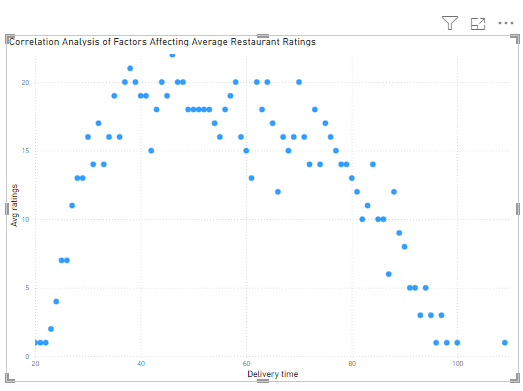 Correlation Analysis of Factors Affecting Average Restaurant Ratings
20
15
10
5
0
Avg ratings
20 40 60 80 100
Delivery time